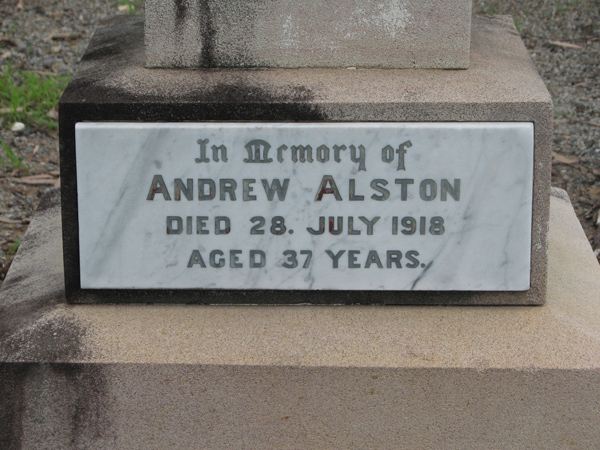 In Memory of
ANDREW ALSTON
DIED 28. JULY 1918
AGED 37 YEARS.